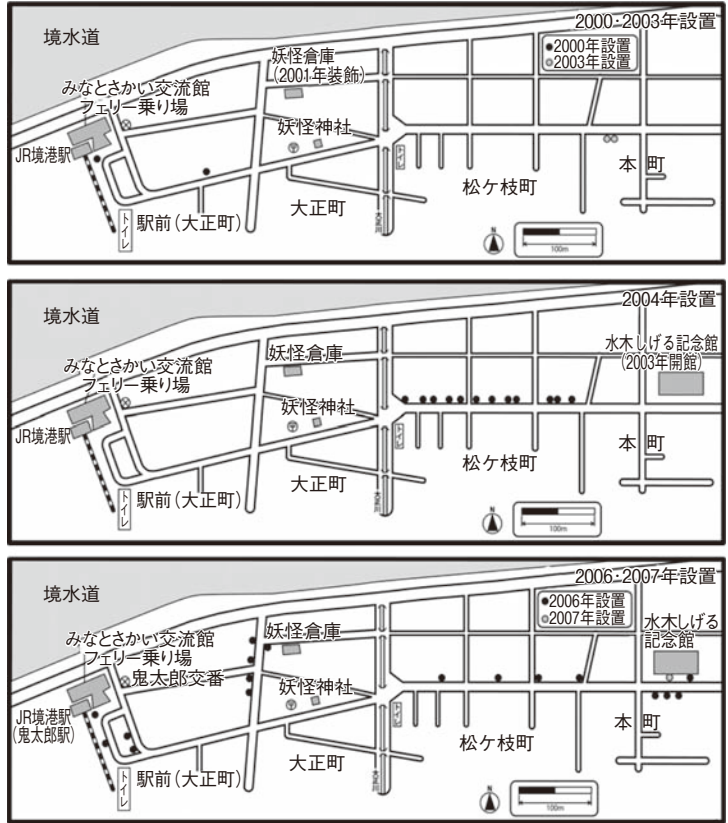 2000・2003年設置
境水道
●2000年設置
妖怪倉庫
(2001年装飾)
●2003年設置
みなとさかい交流館
フェリー乗り場
妖怪神社
JR境港駅
トイレ
本 町
松ケ枝町
大正町
駅前(大正町)
トイレ
N
100m
2004年設置
境水道
水木しげる記念館
(2003年開館)
妖怪倉庫
みなとさかい交流館
フェリー乗り場
妖怪神社
JR境港駅
トイレ
本 町
松ケ枝町
大正町
駅前(大正町)
トイレ
N
100m
2006・2007年設置
境水道
●2006年設置
●2007年設置
水木しげる
記念館
妖怪倉庫
みなとさかい交流館
フェリー乗り場
鬼太郎交番
妖怪神社
JR境港駅
(鬼太郎駅)
トイレ
本 町
松ケ枝町
大正町
駅前(大正町)
トイレ
N
100m